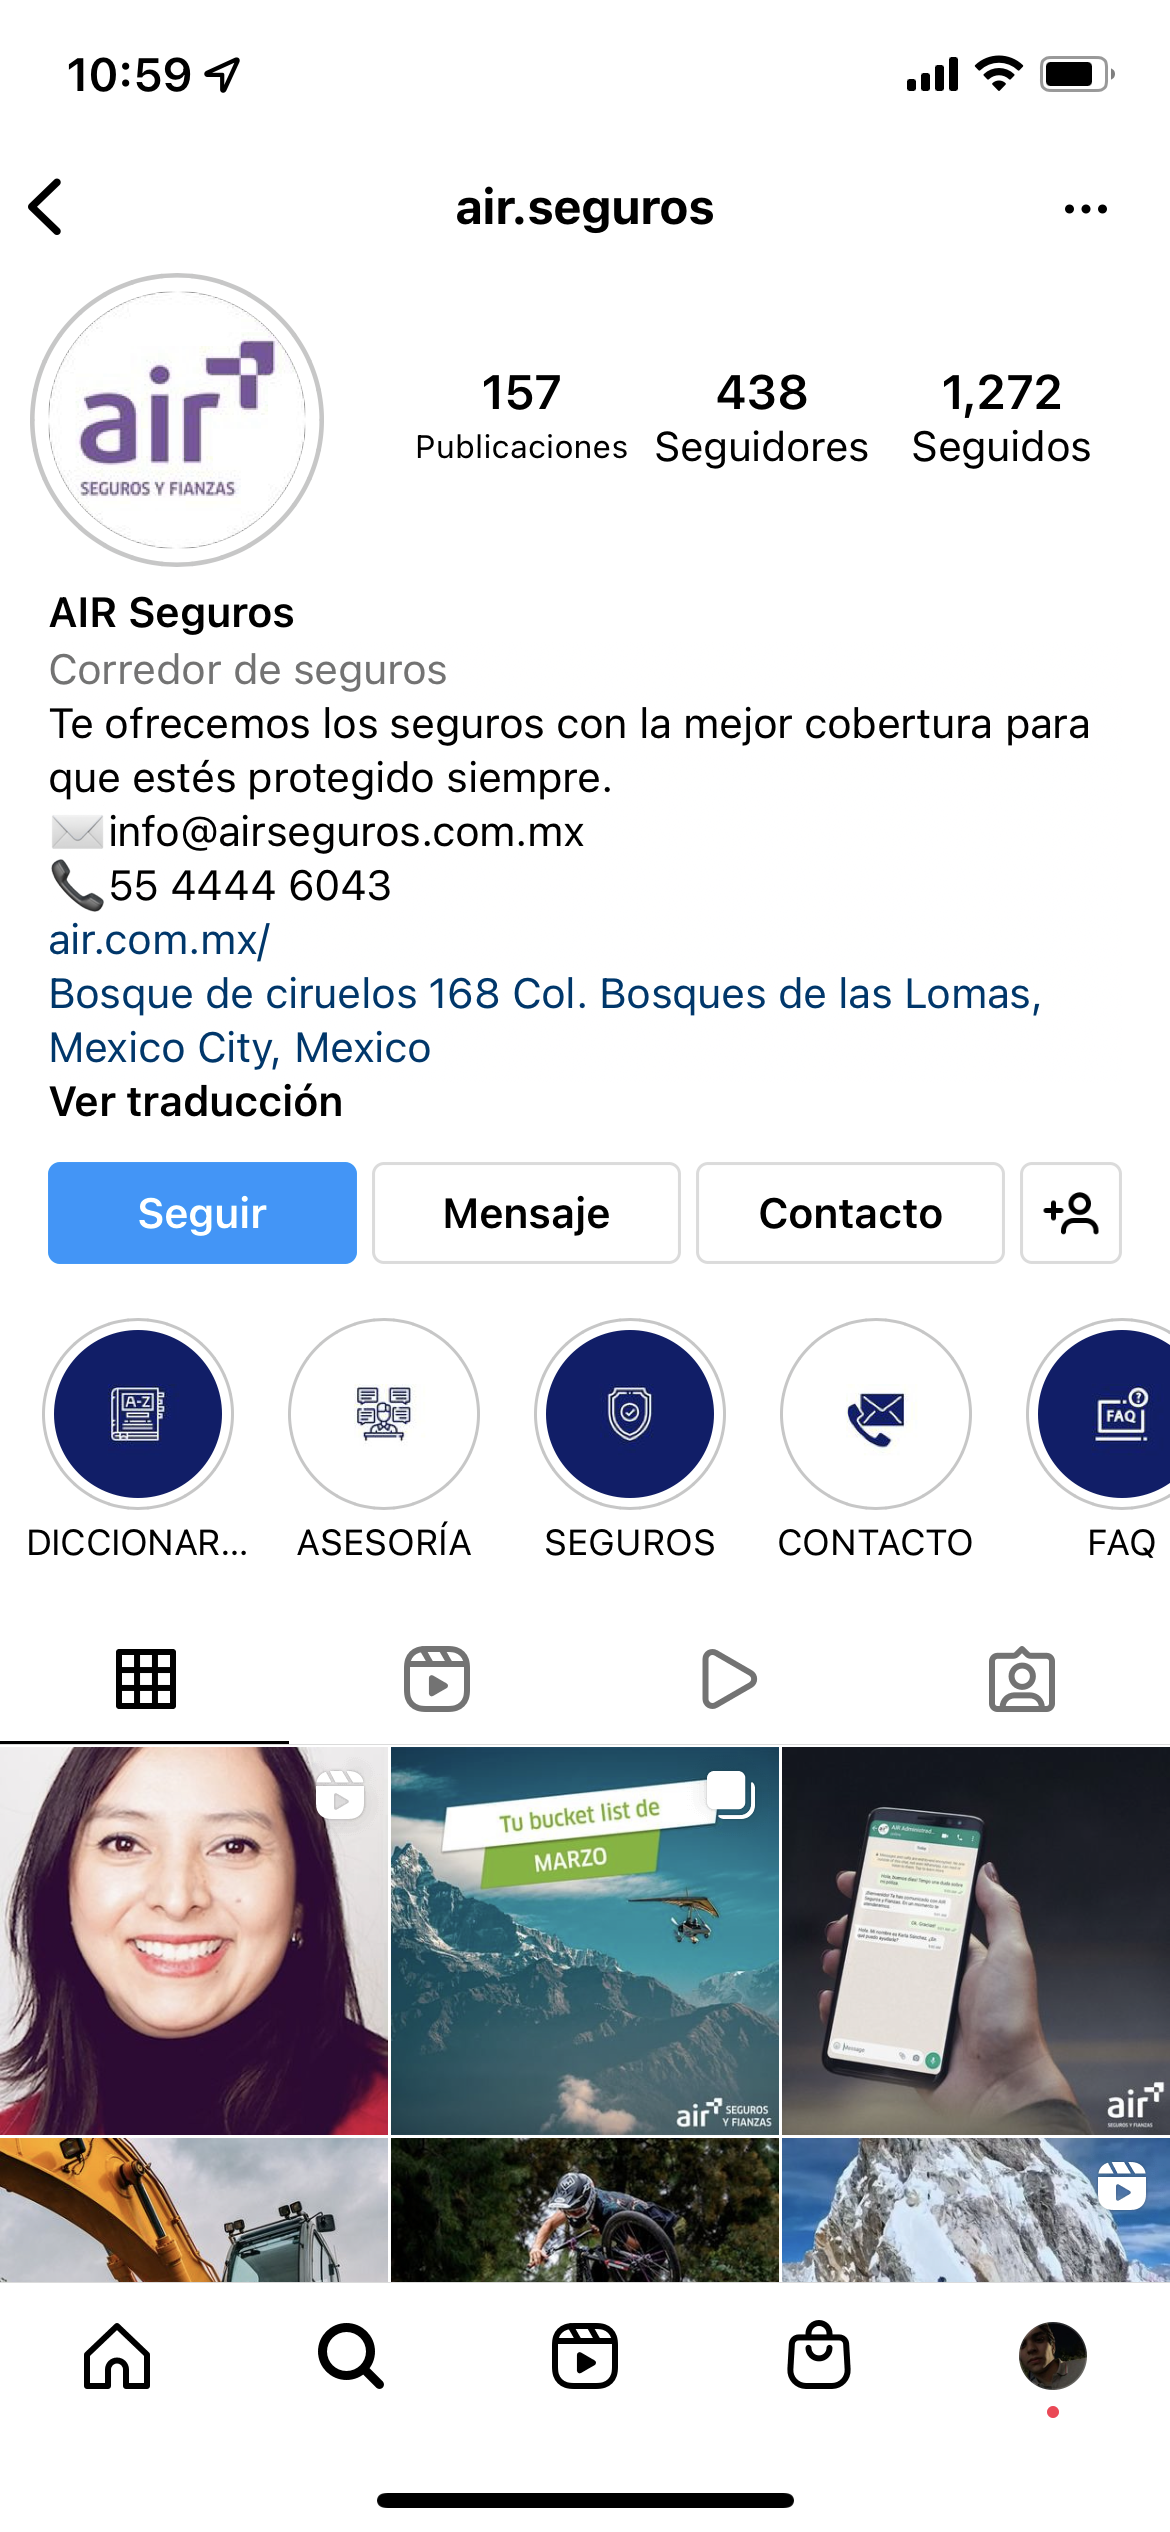 10:59
air.seguros
air
SEGUROS Y FIANZAS
157
Publicaciones
438
Seguidores
1,272
Seguidos
AIR Seguros
Corredor de seguros
Te ofrecemos los seguros con la mejor cobertura para
que estés protegido siempre.
info@airseguros.com.mx
55 4444 6043
air.com.mx/
Bosque de ciruelos 168 Col. Bosques de las Lomas,
Mexico City, Mexico
Ver traducción
Seguir
Mensaje
Contacto
A-Z
FAQ
DICCIONAR...
ASESORÍA
SEGUROS
CONTACTO
FAQ
Tu bucket list de
MARZO
air SEGUROS
Y FIANZAS
Message
air
SEGUROS Y FIANZAS